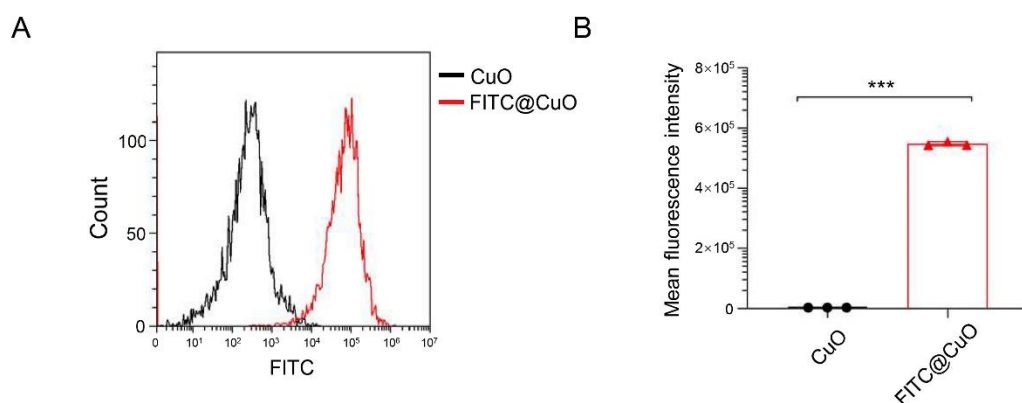 A
CuO
FITC@CuO
Count
100
50
0
0 10¹ 10² 10³ 10⁴ 10⁵ 10⁶ 10⁷
FITC
B
Mean fluorescence intensity
8×10⁵
6×10⁵
4×10⁵
2×10⁵
0
***
CuO
FITC@CuO